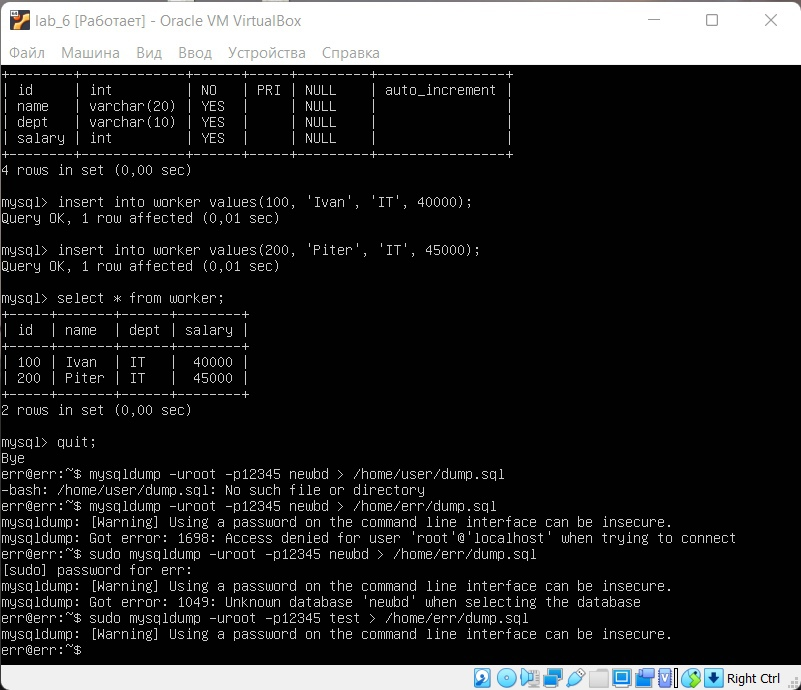 lab_6 [Работает] - Oracle VM VirtualBox
Файл Машина Вид Ввод Устройства Справка
+--------+-------------+------+-----+---------+----------------+
| id     | int         | NO   | PRI | NULL    | auto_increment |
| name   | varchar(20) | YES  |     | NULL    |                |
| dept   | varchar(10) | YES  |     | NULL    |                |
| salary | int         | YES  |     | NULL    |                |
+--------+-------------+------+-----+---------+----------------+
4 rows in set (0,00 sec)
mysql> insert into worker values(100, 'Ivan', 'IT', 40000);
Query OK, 1 row affected (0,01 sec)
mysql> insert into worker values(200, 'Piter', 'IT', 45000);
Query OK, 1 row affected (0,01 sec)
mysql> select * from worker;
+-----+-------+------+--------+
| id  | name  | dept | salary |
+-----+-------+------+--------+
| 100 | Ivan  | IT   |  40000 |
| 200 | Piter | IT   |  45000 |
+-----+-------+------+--------+
2 rows in set (0,00 sec)
mysql> quit;
Bye
err@err:~$ mysqldump -uroot -p12345 newbd > /home/user/dump.sql
-bash: /home/user/dump.sql: No such file or directory
err@err:~$ mysqldump -uroot -p12345 newbd > /home/err/dump.sql
mysqldump: [Warning] Using a password on the command line interface can be insecure.
mysqldump: Got error: 1698: Access denied for user 'root'@'localhost' when trying to connect
err@err:~$ sudo mysqldump -uroot -p12345 newbd > /home/err/dump.sql
[sudo] password for err:
mysqldump: [Warning] Using a password on the command line interface can be insecure.
mysqldump: Got error: 1049: Unknown database 'newbd' when selecting the database
err@err:~$ sudo mysqldump -uroot -p12345 test > /home/err/dump.sql
mysqldump: [Warning] Using a password on the command line interface can be insecure.
err@err:~$
Right Ctrl